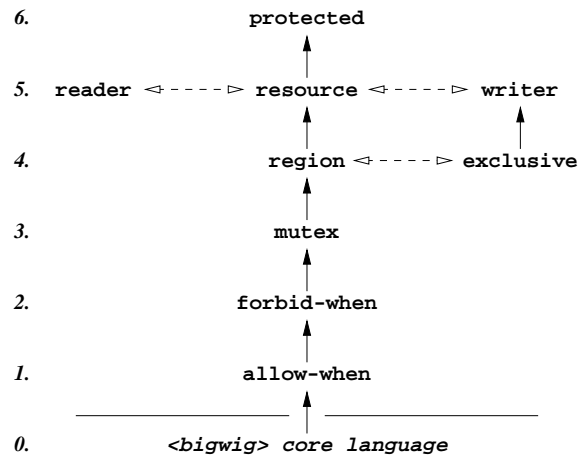 6. protected
5. reader resource writer
4. region exclusive
3. mutex
2. forbid-when
1. allow-when
0. <bigwig> core language